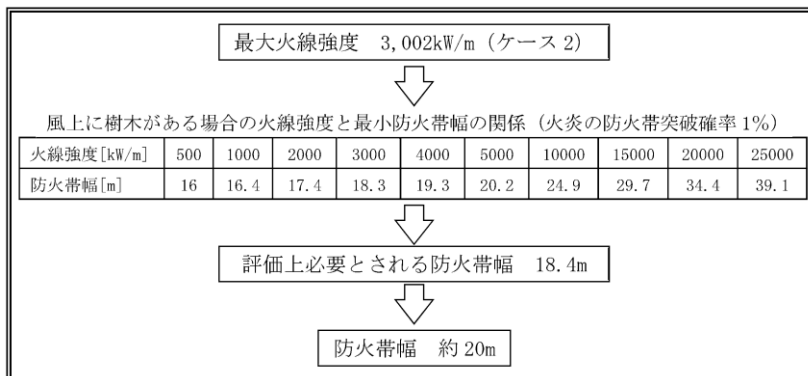 最大火線強度 3,002kW/m（ケース2）
風上に樹木がある場合の火線強度と最小防火帯幅の関係（火炎の防火帯突破確率1%）
火線強度[kW/m] 500 1000 2000 3000 4000 5000 10000 15000 20000 25000
防火帯幅[m] 16 16.4 17.4 18.3 19.3 20.2 24.9 29.7 34.4 39.1
評価上必要とされる防火帯幅 18.4m
防火帯幅 約20m